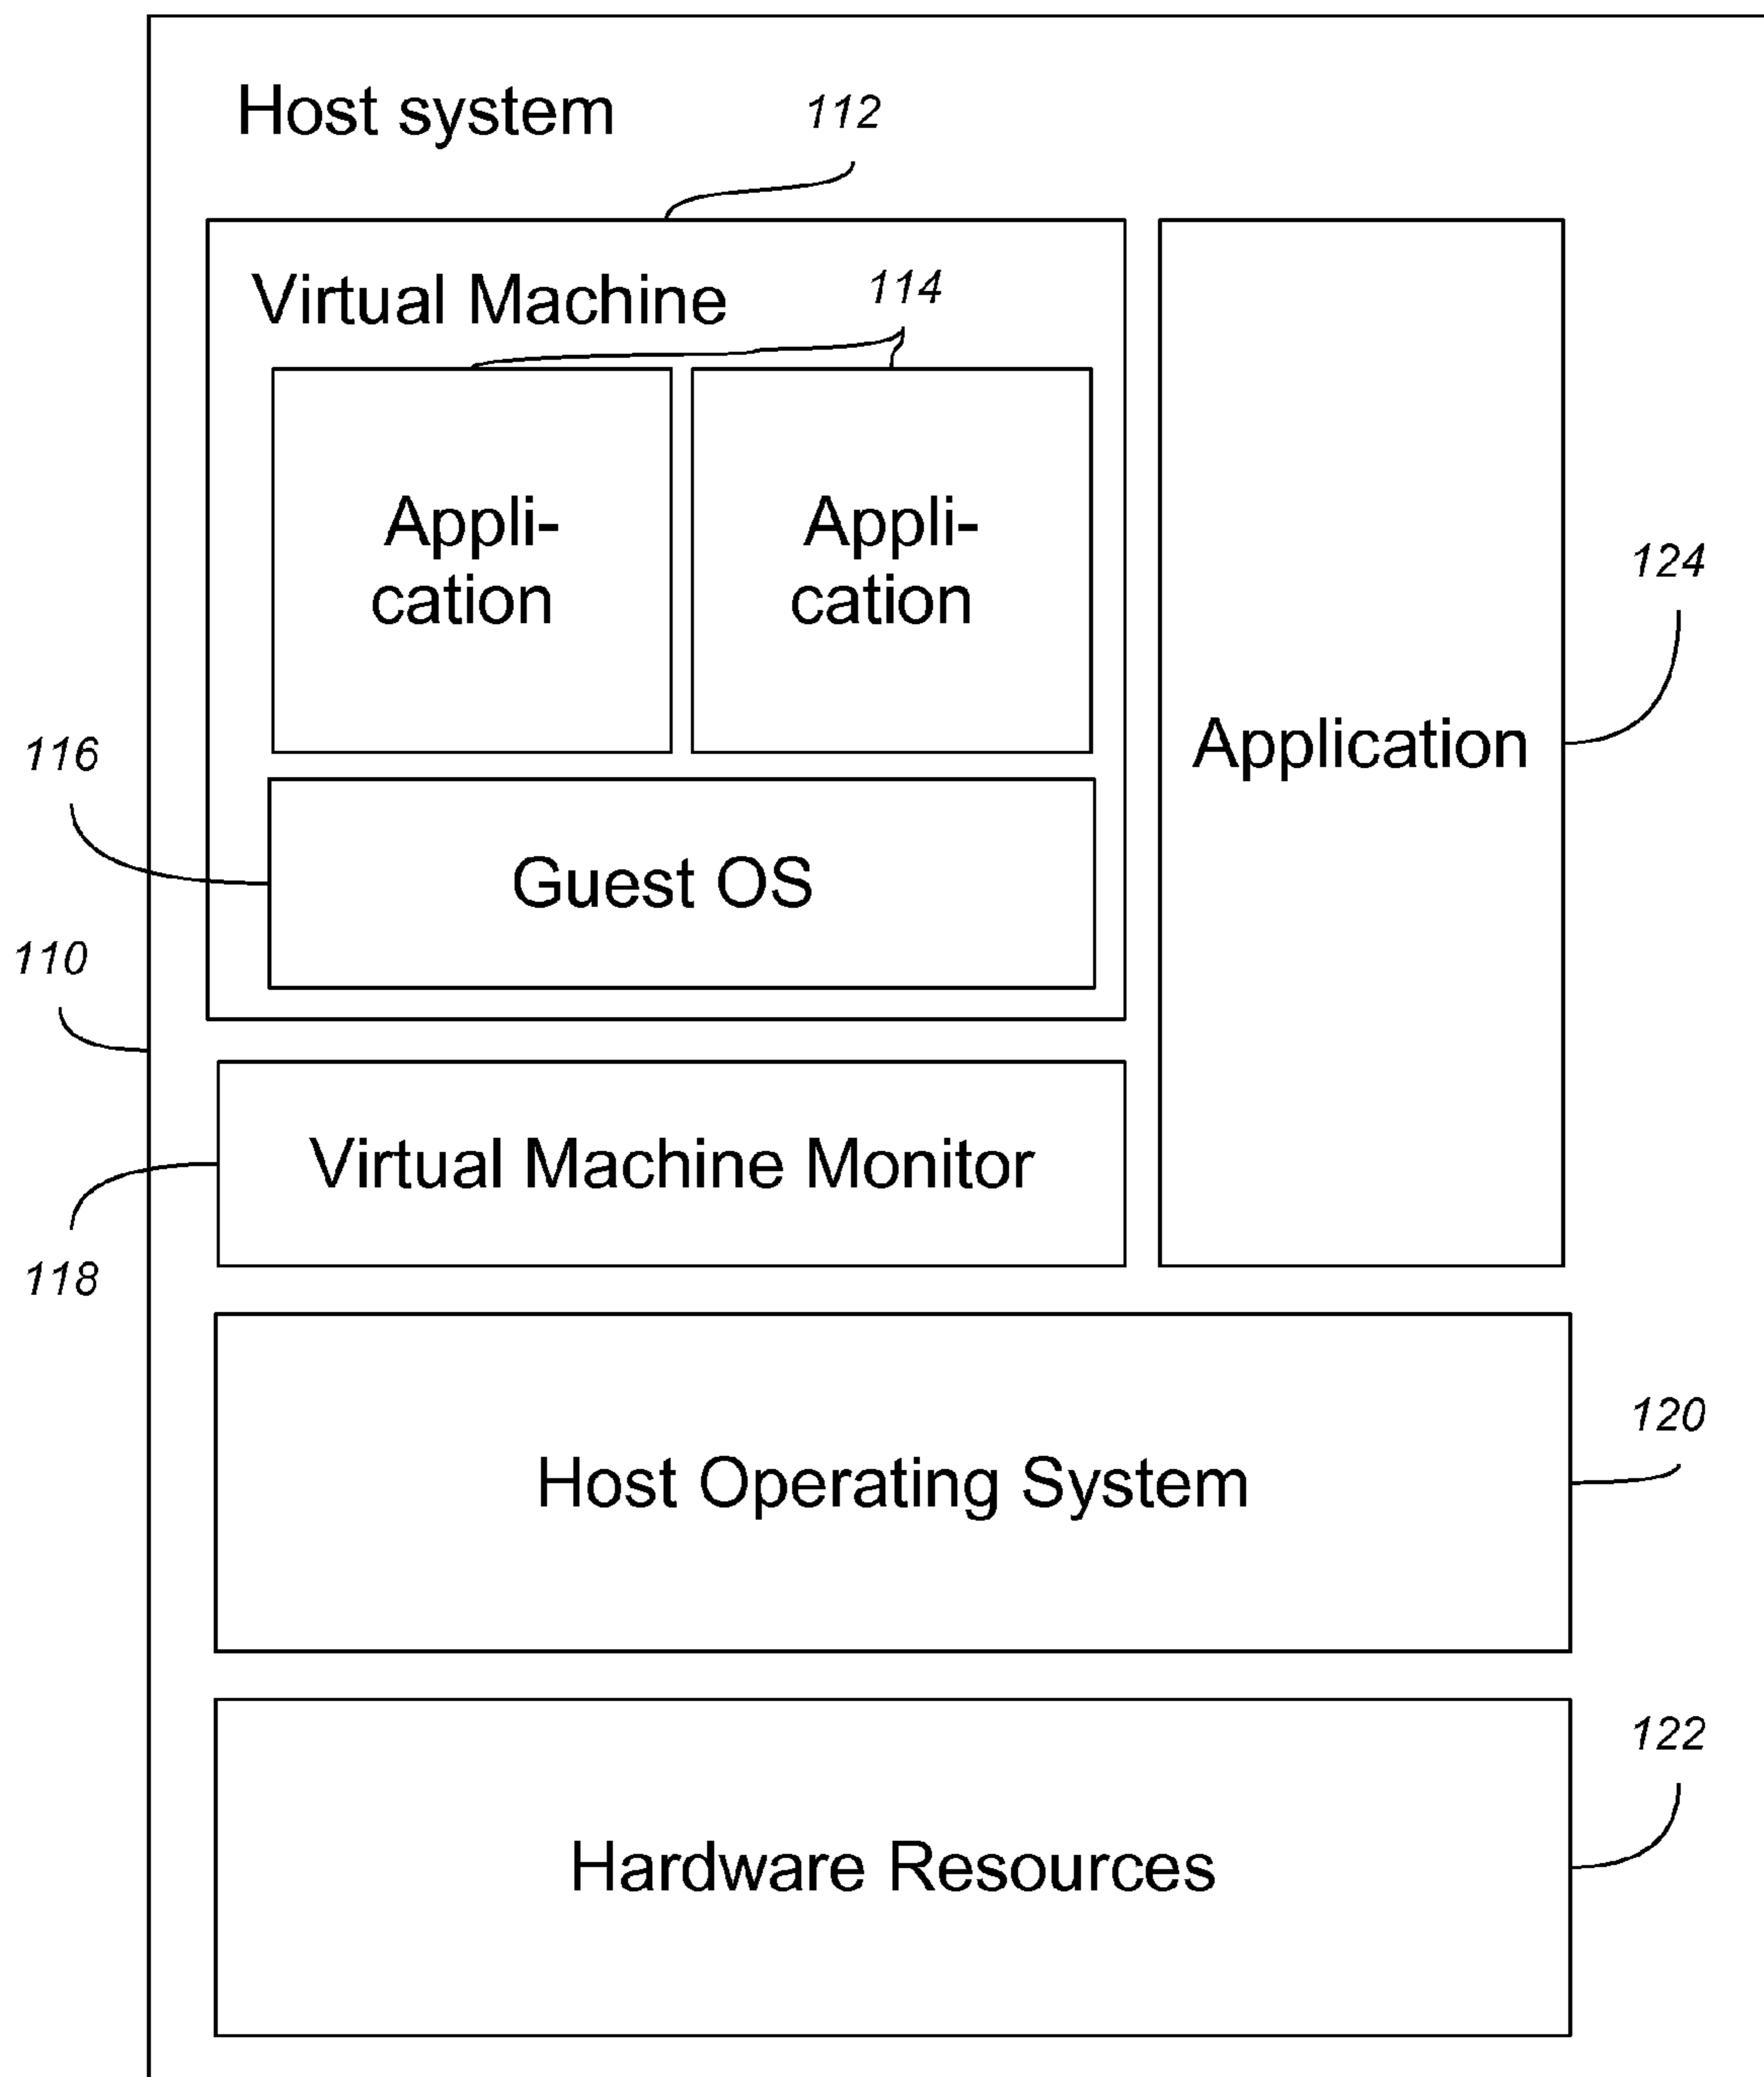 Host system
112
Virtual Machine
114
Appli-
cation
Appli-
cation
124
Application
116
Guest OS
110
Virtual Machine Monitor
118
120
Host Operating System
122
Hardware Resources